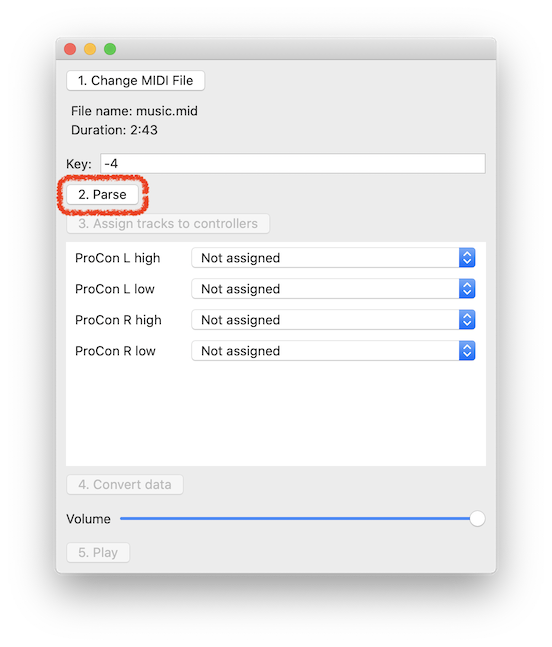 1. Change MIDI File
File name: music.mid
Duration: 2:43
Key: -4
2. Parse
3. Assign tracks to controllers
ProCon L high Not assigned
ProCon L low Not assigned
ProCon R high Not assigned
ProCon R low Not assigned
4. Convert data
Volume
5. Play